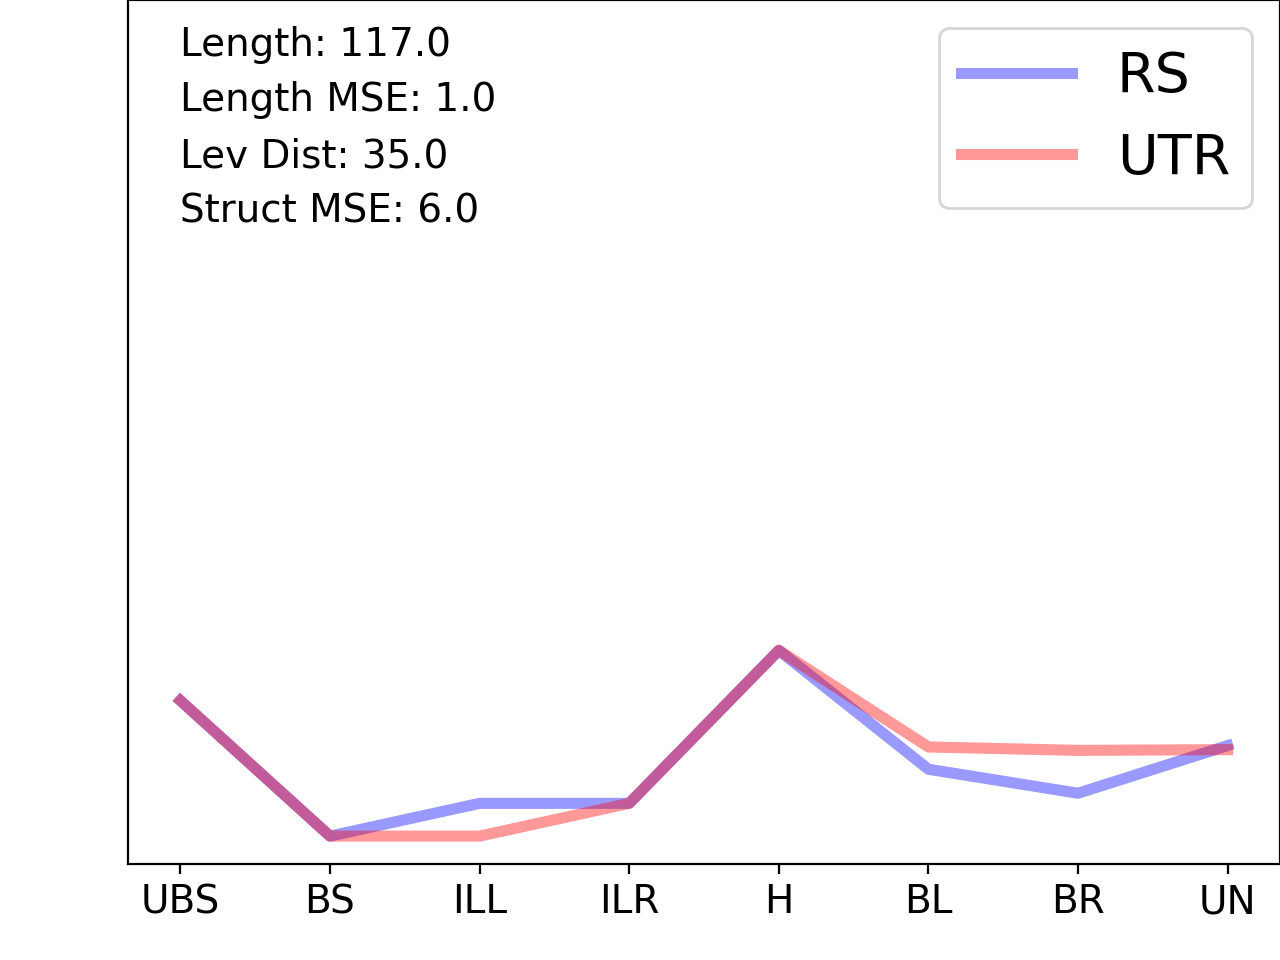 Length: 117.0
Length MSE: 1.0
Lev Dist: 35.0
Struct MSE: 6.0
RS
UTR
UBS BS ILL ILR H BL BR UN